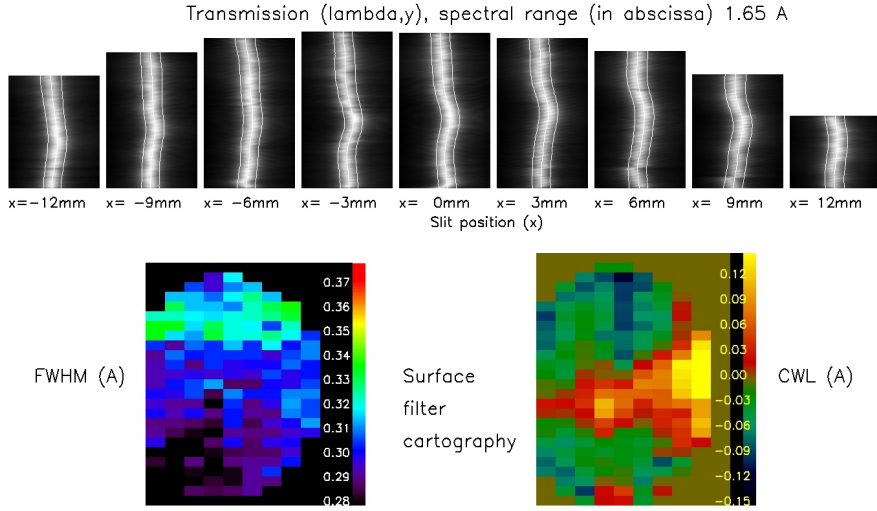 Transmission (lambda,y), spectral range (in abscissa) 1.65 A
x=-12mm x= -9mm x= -6mm x= -3mm x= 0mm x= 3mm x= 6mm x= 9mm x= 12mm
Slit position (x)
FWHM (A)
0.37
0.36
0.35
0.34
0.33
0.32
0.31
0.30
0.29
0.28
Surface
filter
cartography
0.12
0.09
0.06
0.03
0.00
-0.03
-0.06
-0.09
-0.12
-0.15
CWL (A)